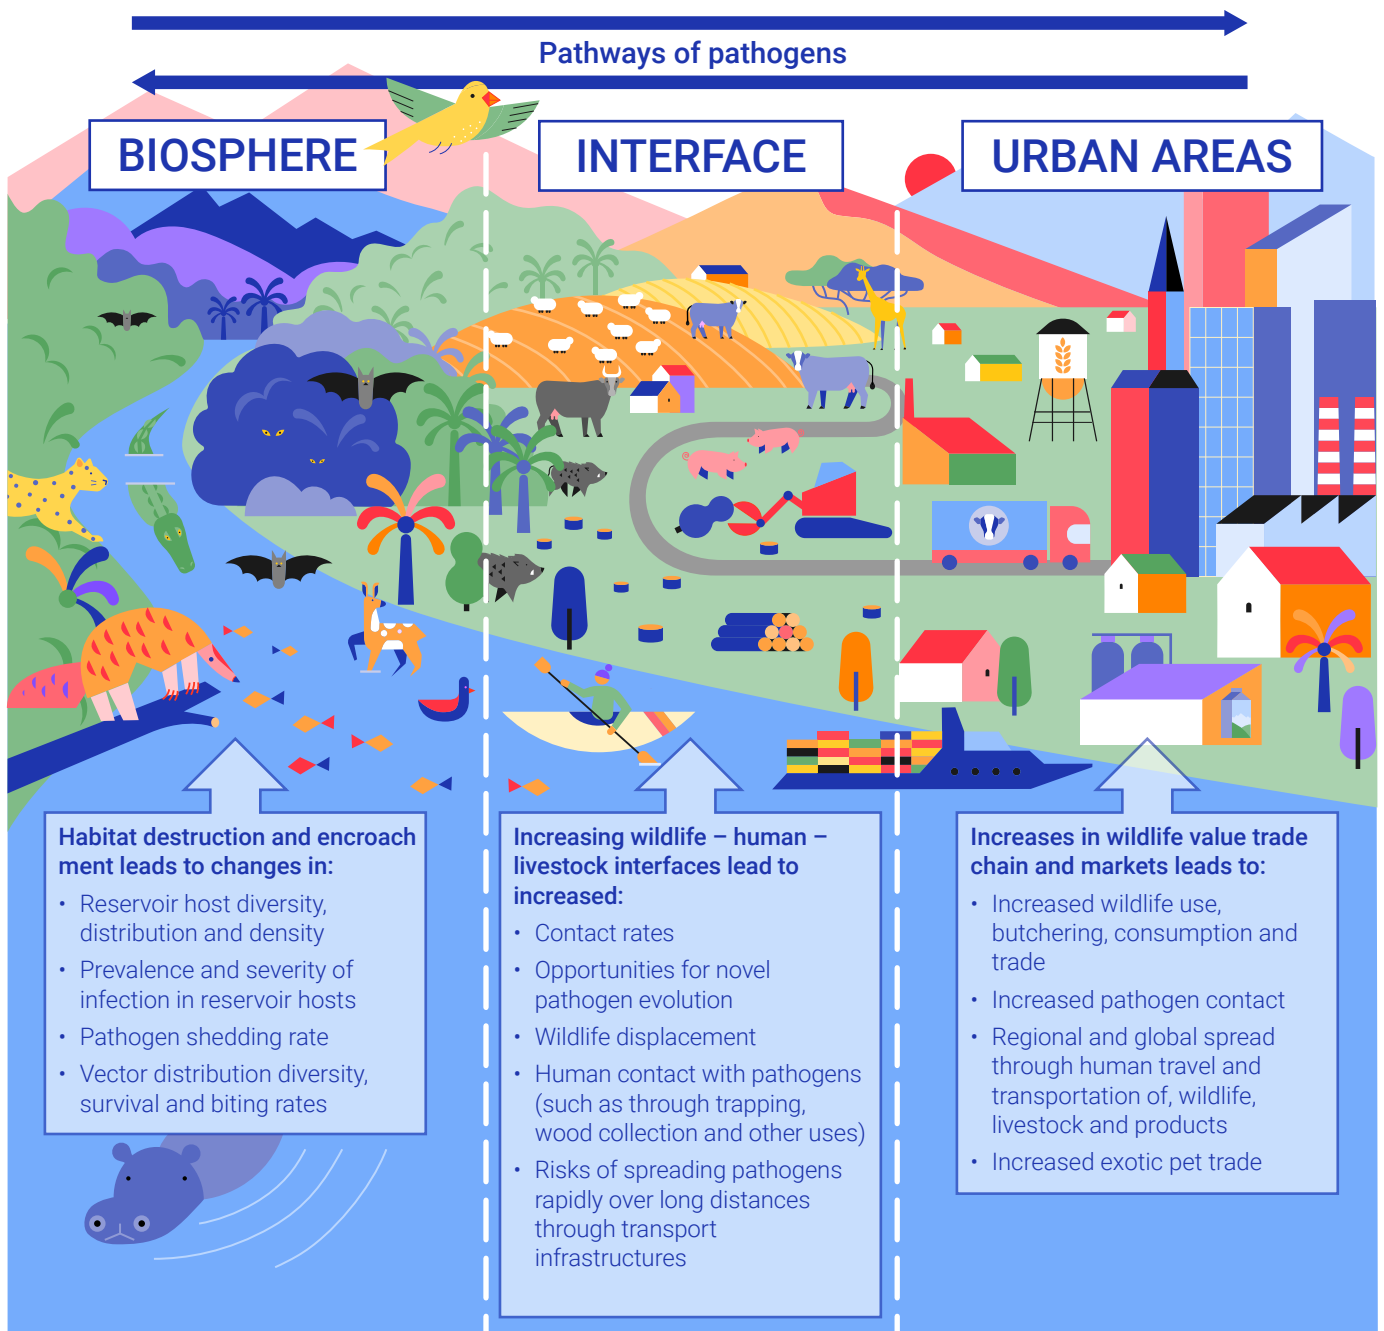 Pathways of pathogens
BIOSPHERE
INTERFACE
URBAN AREAS
Habitat destruction and encroach
ment leads to changes in:
• Reservoir host diversity,
distribution and density
• Prevalence and severity of
infection in reservoir hosts
• Pathogen shedding rate
• Vector distribution diversity,
survival and biting rates
Increasing wildlife – human –
livestock interfaces lead to
increased:
• Contact rates
• Opportunities for novel
pathogen evolution
• Wildlife displacement
• Human contact with pathogens
(such as through trapping,
wood collection and other uses)
• Risks of spreading pathogens
rapidly over long distances
through transport
infrastructures
Increases in wildlife value trade
chain and markets leads to:
• Increased wildlife use,
butchering, consumption and
trade
• Increased pathogen contact
• Regional and global spread
through human travel and
transportation of, wildlife,
livestock and products
• Increased exotic pet trade